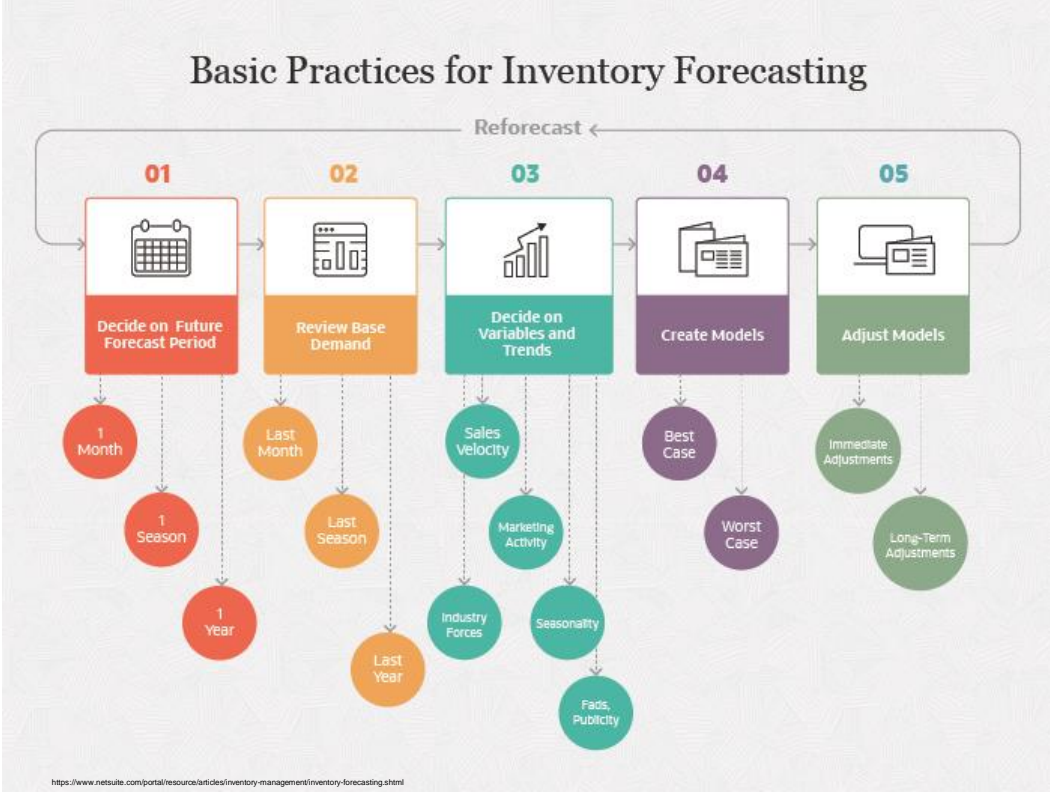 Basic Practices for Inventory Forecasting
Reforecast
01
02
03
04
05
Decide on Future
Forecast Period
Review Base
Demand
Decide on
Variables and
Trends
Create Models
Adjust Models
1
Month
1
Season
1
Year
Last
Month
Last
Season
Last
Year
Sales
Velocity
Marketing
Activity
Industry
Forces
Seasonality
Fads,
Publicity
Best
Case
Worst
Case
Immediate
Adjustments
Long-Term
Adjustments
https://www.netsuite.com/portal/resource/articles/inventory-management/inventory-forecasting.shtml